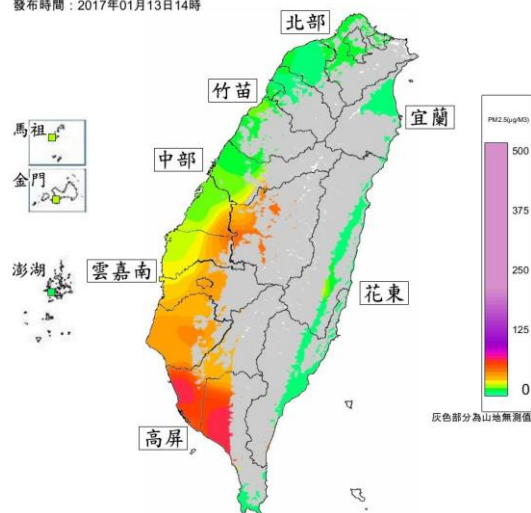 發布時間：2017年01月13日14時
北部
竹苗
宜蘭
馬祖
PM2.5(μg/M3)
中部
500
金門
375
澎湖
雲嘉南
250
花東
125
0
灰色部分為山地無測值
高屏